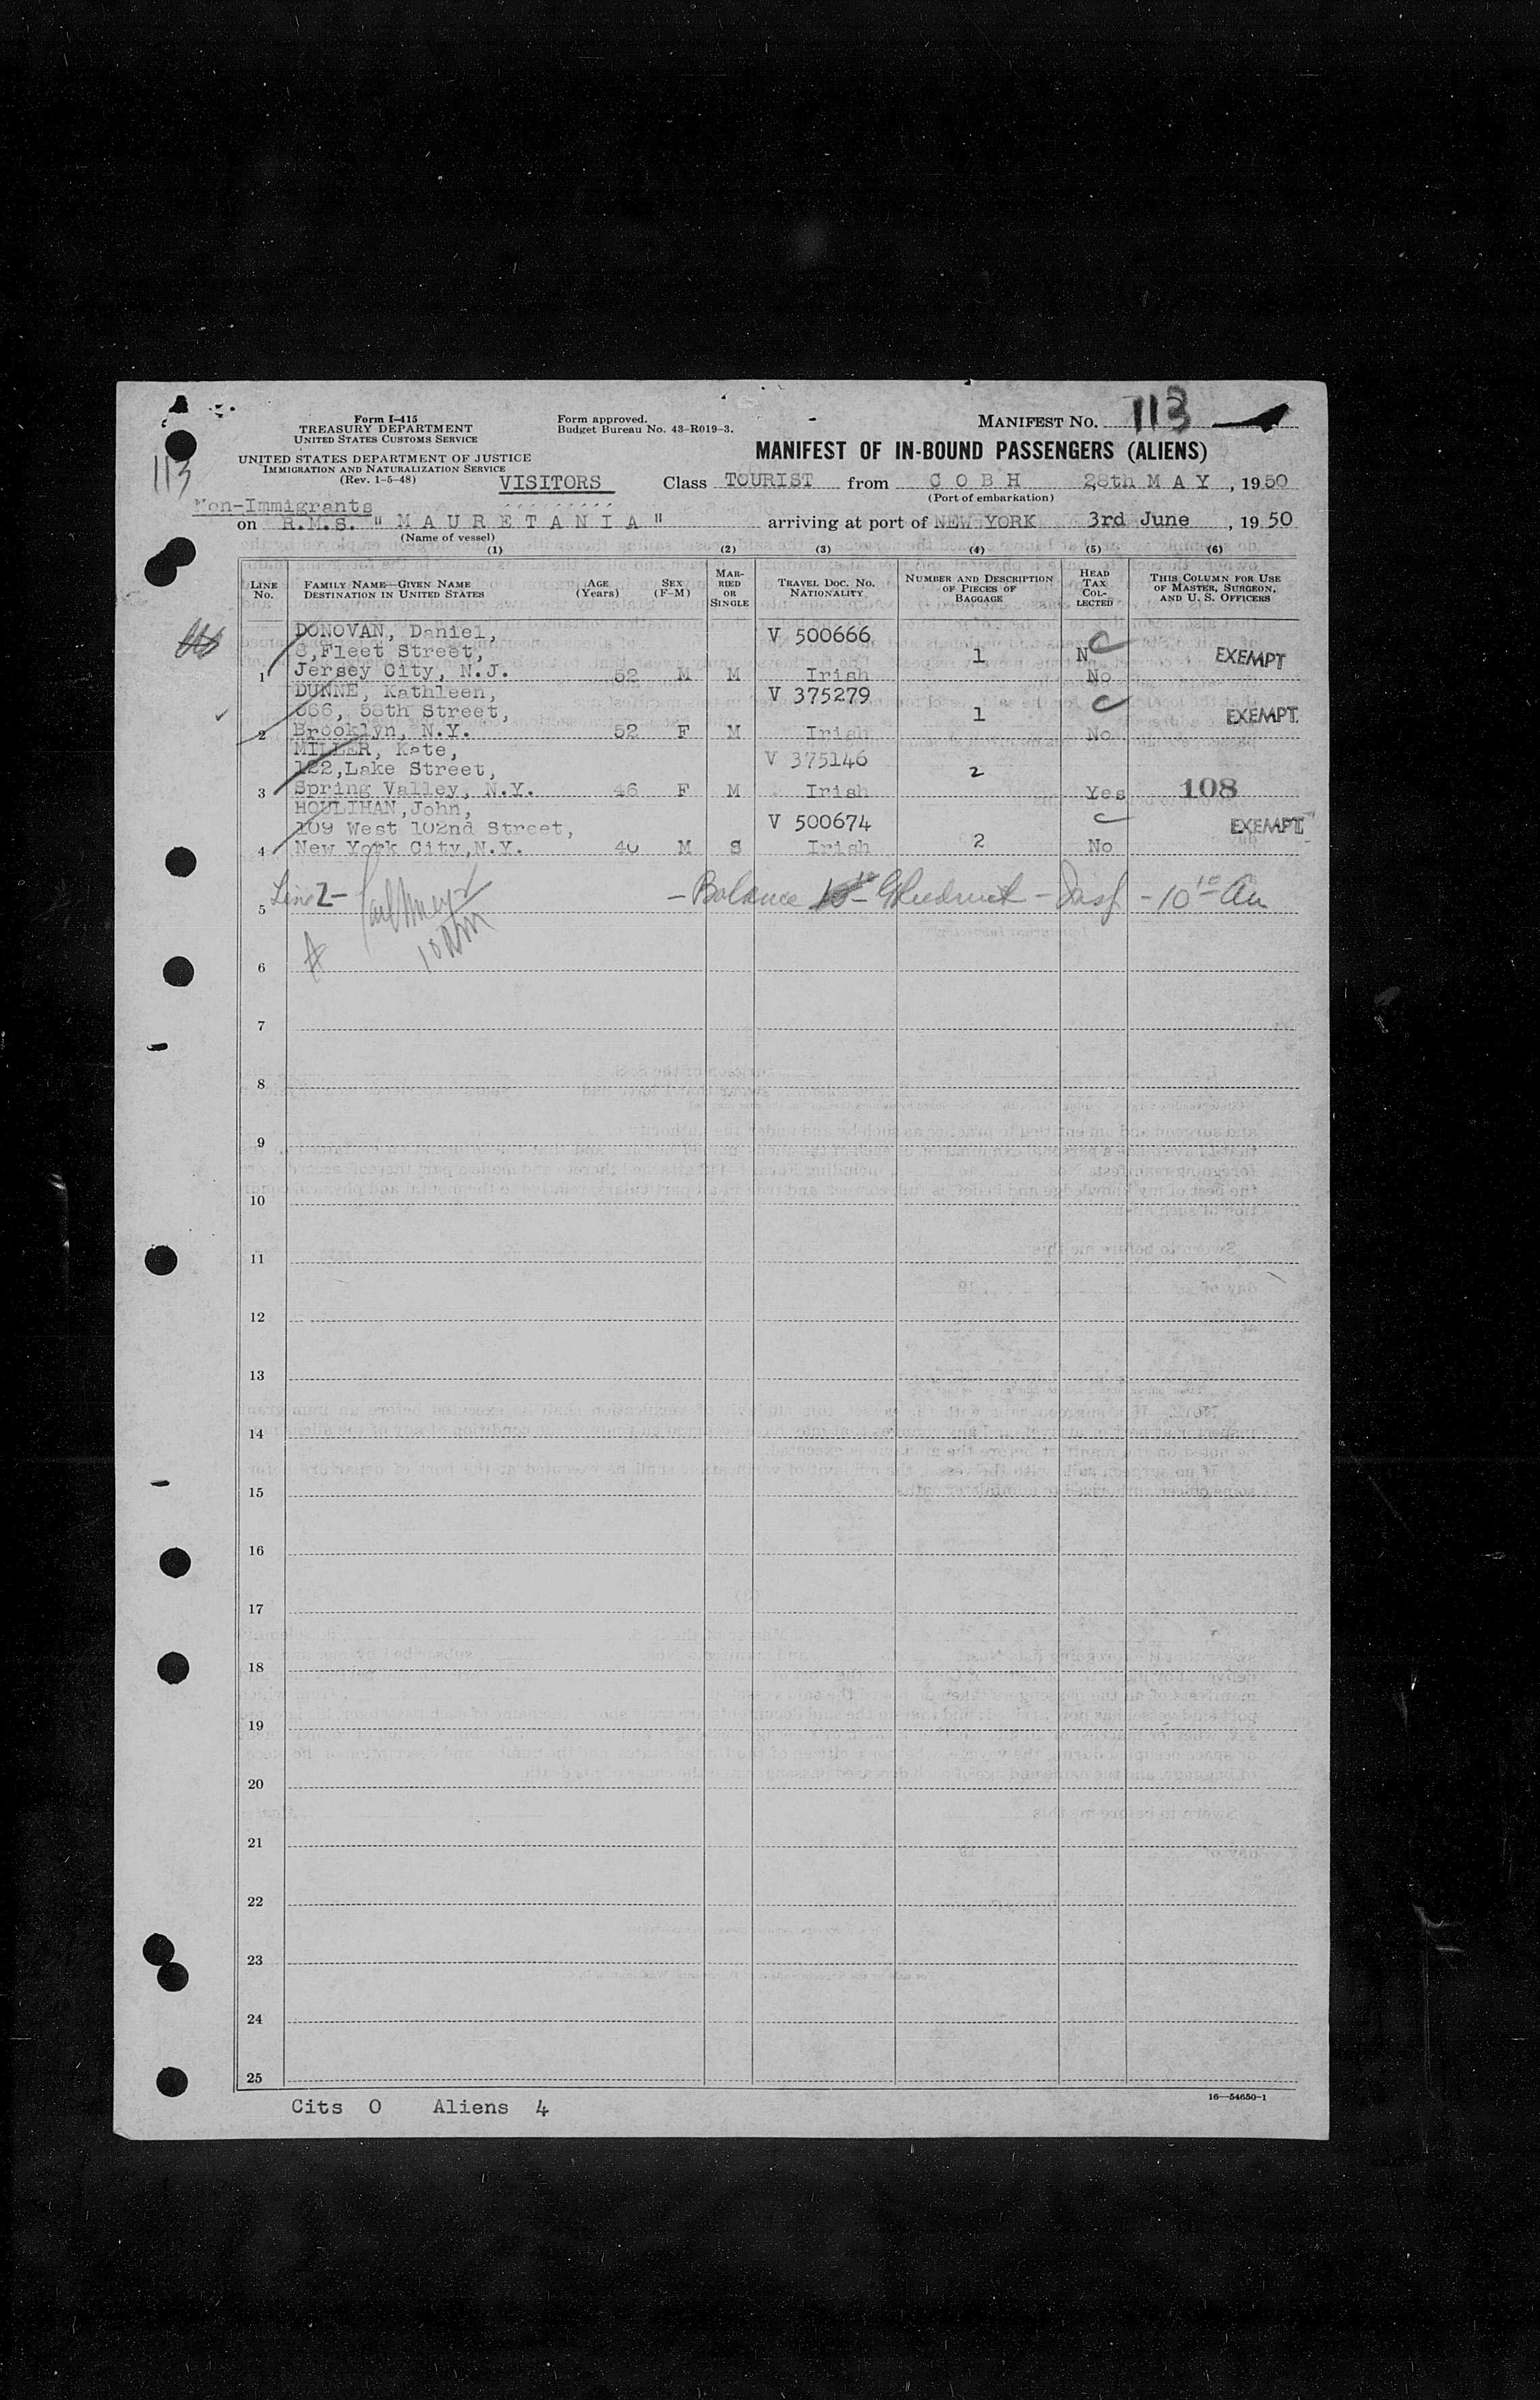 Form I-415
TREASURY DEPARTMENT
UNITED STATES CUSTOMS SERVICE
Form approved.
Budget Bureau No. 43-R019-3.
MANIFEST NO. 113
113
UNITED STATES DEPARTMENT OF JUSTICE
IMMIGRATION AND NATURALIZATION SERVICE
(Rev. 1-5-48)
MANIFEST OF IN-BOUND PASSENGERS (ALIENS)
VISITORS Class TOURIST from C O B H 28th M A Y, 1950
(Port of embarkation)
Non-Immigrants
on R.M.S. "M A U R E T A N I A" arriving at port of NEW YORK 3rd June, 1950
(Name of vessel)
(1) (2) (3) (4) (5) (6)
LINE NO. FAMILY NAME—GIVEN NAME DESTINATION IN UNITED STATES AGE (Years) SEX (F-M) MARRIED OR SINGLE TRAVEL DOC. NO. NATIONALITY NUMBER AND DESCRIPTION OF PIECES OF BAGGAGE HEAD TAX COLLECTED THIS COLUMN FOR USE OF MASTER, SURGEON, AND U. S. OFFICERS
DONOVAN, Daniel, V 500666 C
Fleet Street, 1 N EXEMPT
1 Jersey City, N.J. 52 M M Irish No
DUNNE, Kathleen, V 375279 C
58th Street, 1 EXEMPT
2 Brooklyn, N.Y. 52 F M Irish No
MILLER, Kate, V 375146
122, Lake Street, 2
3 Spring Valley, N.Y. 46 F M Irish Yes 108
HOULIHAN, John, V 500674 C
109 West 102nd Street, EXEMPT
4 New York City, N.Y. 40 M S Irish 2 No
Line 2 -
5 - Balance - Insp - 10 10 Am
10 AM
6
7
8
9
10
11
12
13
14
15
16
17
18
19
20
21
22
23
24
25
16—54650-1
Cits 0 Aliens 4